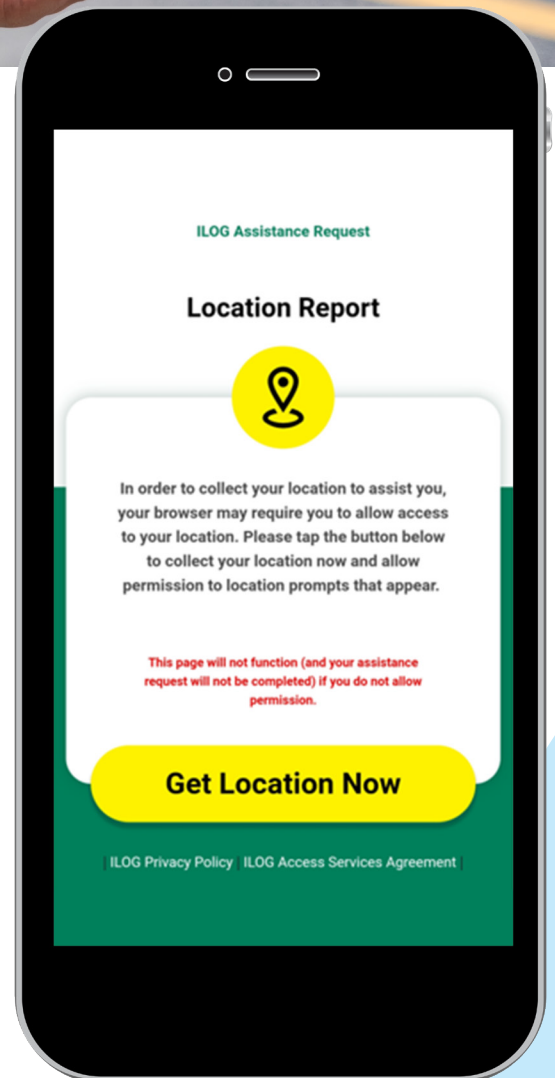 ILOG Assistance Request
Location Report
In order to collect your location to assist you,
your browser may require you to allow access
to your location. Please tap the button below
to collect your location now and allow
permission to location prompts that appear.
This page will not function (and your assistance
request will not be completed) if you do not allow
permission.
Get Location Now
| ILOG Privacy Policy | ILOG Access Services Agreement |